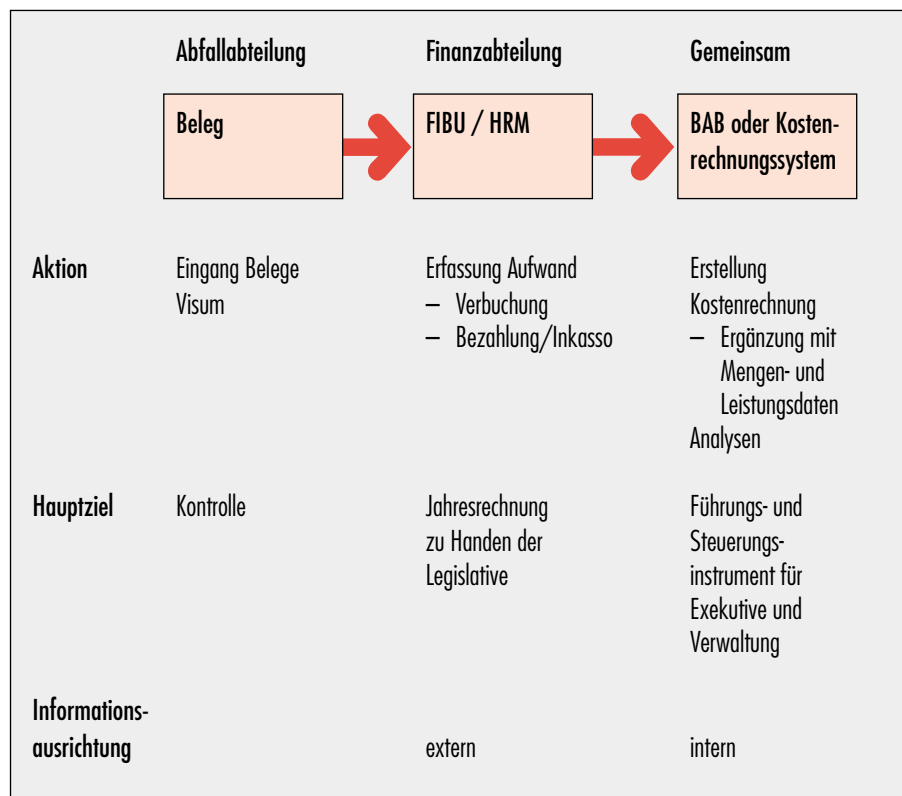 Abfallabteilung Finanzabteilung Gemeinsam
Beleg FIBU / HRM BAB oder Kosten-
rechnungssystem
Aktion Eingang Belege Erfassung Aufwand Erstellung
Visum – Verbuchung Kostenrechnung
– Bezahlung/Inkasso – Ergänzung mit
Mengen- und
Leistungsdaten
Analysen
Hauptziel Kontrolle Jahresrechnung Führungs- und
zu Handen der Steuerungs-
Legislative instrument für
Exekutive und
Verwaltung
Informations-
ausrichtung extern intern